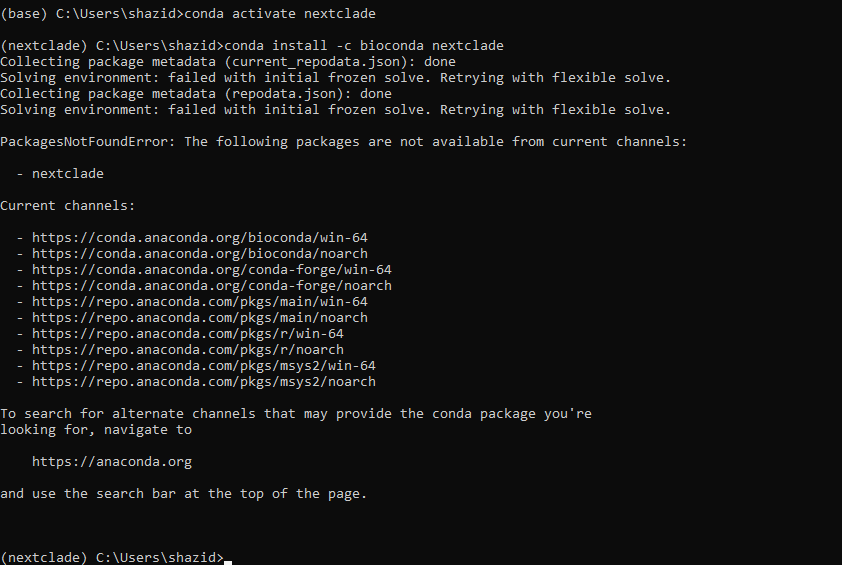 (base) C:\Users\shazid>conda activate nextclade
(nextclade) C:\Users\shazid>conda install -c bioconda nextclade
Collecting package metadata (current_repodata.json): done
Solving environment: failed with initial frozen solve. Retrying with flexible solve.
Collecting package metadata (repodata.json): done
Solving environment: failed with initial frozen solve. Retrying with flexible solve.
PackagesNotFoundError: The following packages are not available from current channels:
  - nextclade
Current channels:
  - https://conda.anaconda.org/bioconda/win-64
  - https://conda.anaconda.org/bioconda/noarch
  - https://conda.anaconda.org/conda-forge/win-64
  - https://conda.anaconda.org/conda-forge/noarch
  - https://repo.anaconda.com/pkgs/main/win-64
  - https://repo.anaconda.com/pkgs/main/noarch
  - https://repo.anaconda.com/pkgs/r/win-64
  - https://repo.anaconda.com/pkgs/r/noarch
  - https://repo.anaconda.com/pkgs/msys2/win-64
  - https://repo.anaconda.com/pkgs/msys2/noarch
To search for alternate channels that may provide the conda package you're
looking for, navigate to
    https://anaconda.org
and use the search bar at the top of the page.
(nextclade) C:\Users\shazid>